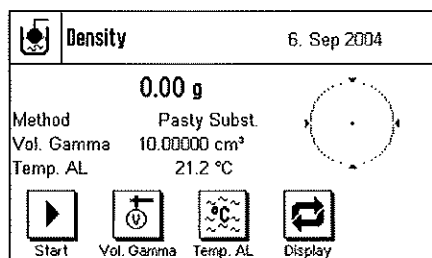 Density 6. Sep 2004
0.00 g
Method Pasty Subst.
Vol. Gamma 10.00000 cm³
Temp. AL 21.2 °C
V °C
Start Vol. Gamma Temp. AL Display